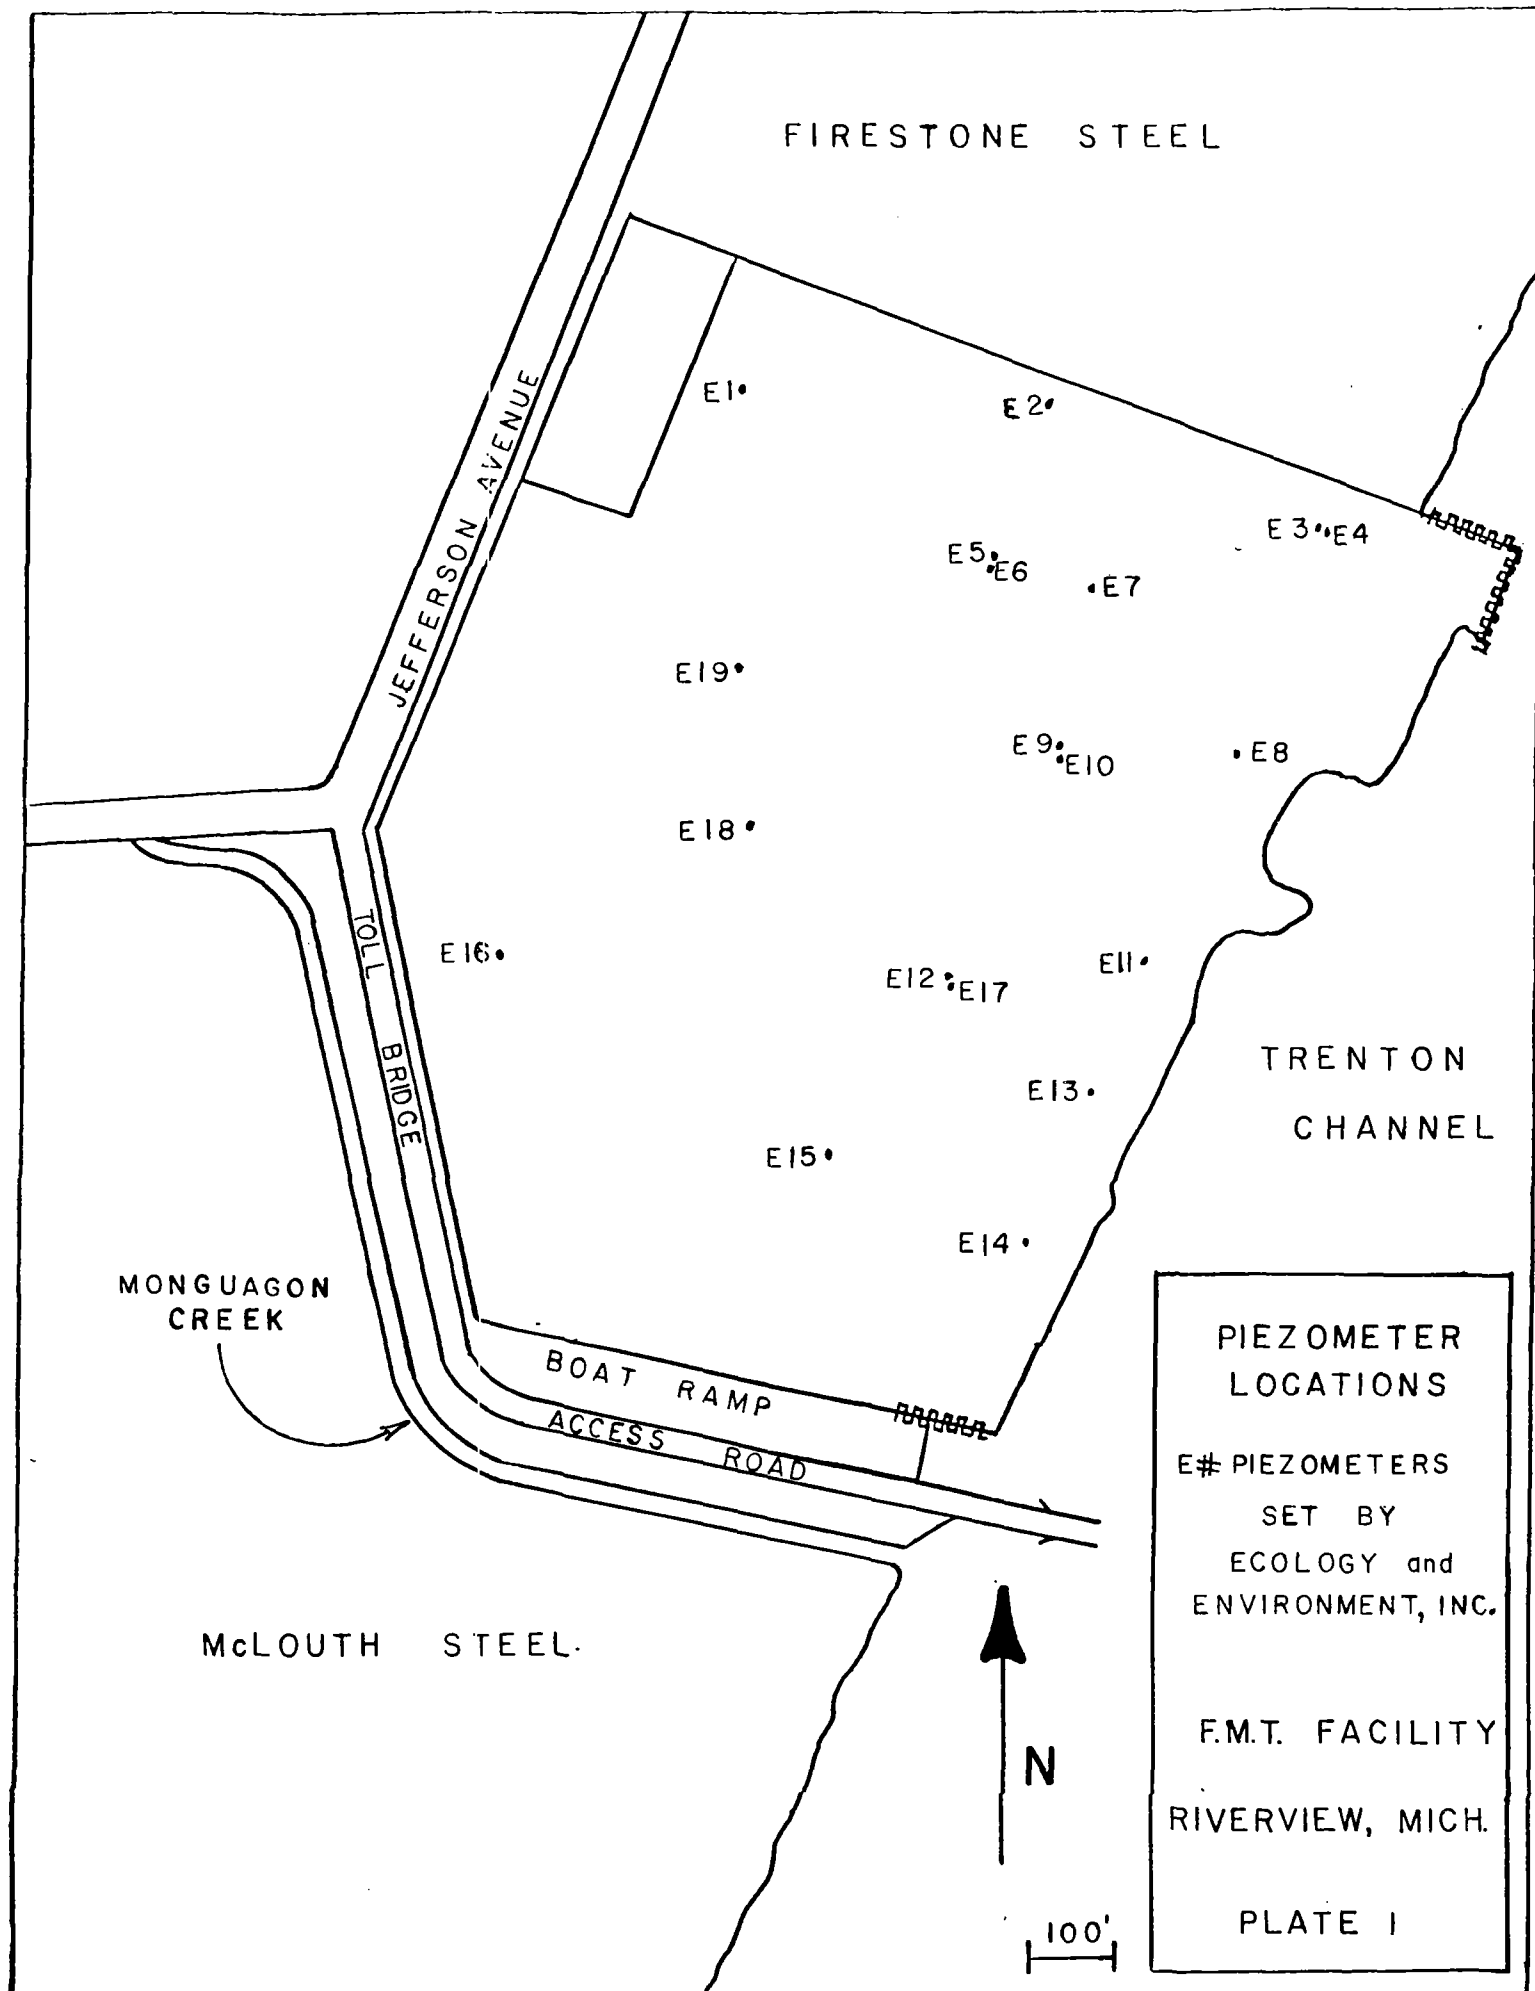 FIRESTONE STEEL
JEFFERSON AVENUE
E1
E2
E3
E4
E5
E6
E7
E19
E9
E10
E8
E18
TOLL BRIDGE
E16
E12
E17
E11
TRENTON
CHANNEL
E13
E15
E14
MONGUAGON
CREEK
BOAT RAMP
ACCESS ROAD
McLOUTH STEEL.
N
100'
PIEZOMETER
LOCATIONS
E# PIEZOMETERS
SET BY
ECOLOGY and
ENVIRONMENT, INC.
F.M.T. FACILITY
RIVERVIEW, MICH.
PLATE 1